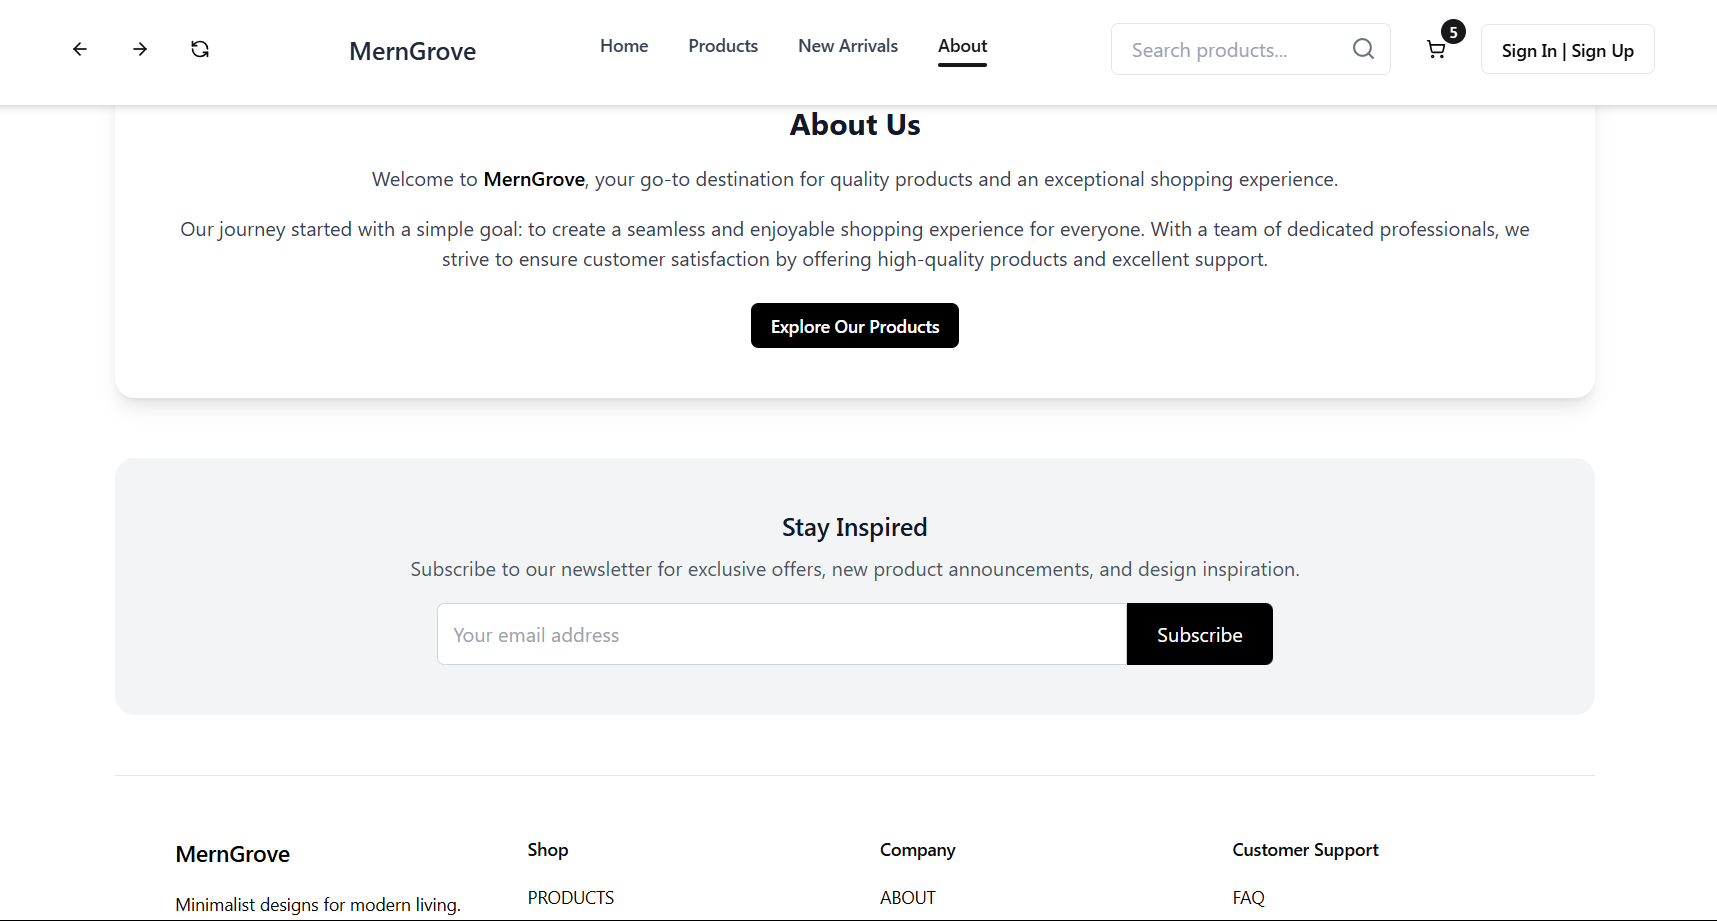 MernGrove
Home
Products
New Arrivals
About
Search products...
5
Sign In | Sign Up
About Us
Welcome to MernGrove, your go-to destination for quality products and an exceptional shopping experience.
Our journey started with a simple goal: to create a seamless and enjoyable shopping experience for everyone. With a team of dedicated professionals, we
strive to ensure customer satisfaction by offering high-quality products and excellent support.
Explore Our Products
Stay Inspired
Subscribe to our newsletter for exclusive offers, new product announcements, and design inspiration.
Your email address
Subscribe
MernGrove
Minimalist designs for modern living.
Shop
PRODUCTS
Company
ABOUT
Customer Support
FAQ